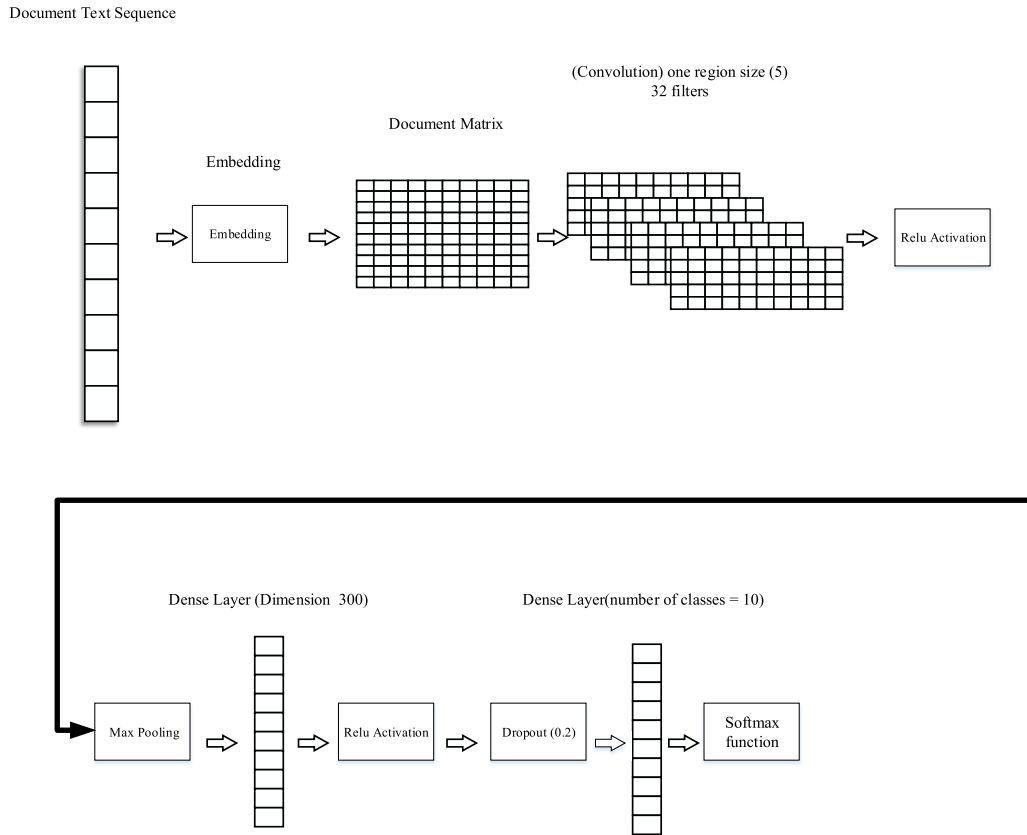 Document Text Sequence
(Convolution) one region size (5)
32 filters
Document Matrix
Embedding
Embedding
Relu Activation
Dense Layer (Dimension  300)
Dense Layer(number of classes = 10)
Max Pooling
Relu Activation
Dropout (0.2)
Softmax
function